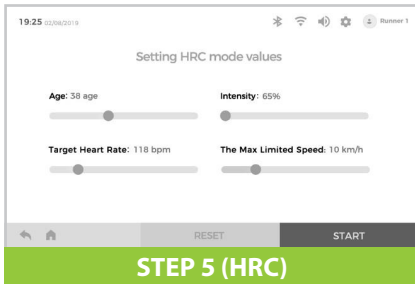 19:25 02/08/2019 Runner 1
Setting HRC mode values
Age: 38 age Intensity: 65%
Target Heart Rate: 118 bpm The Max Limited Speed: 10 km/h
RESET START
STEP 5 (HRC)